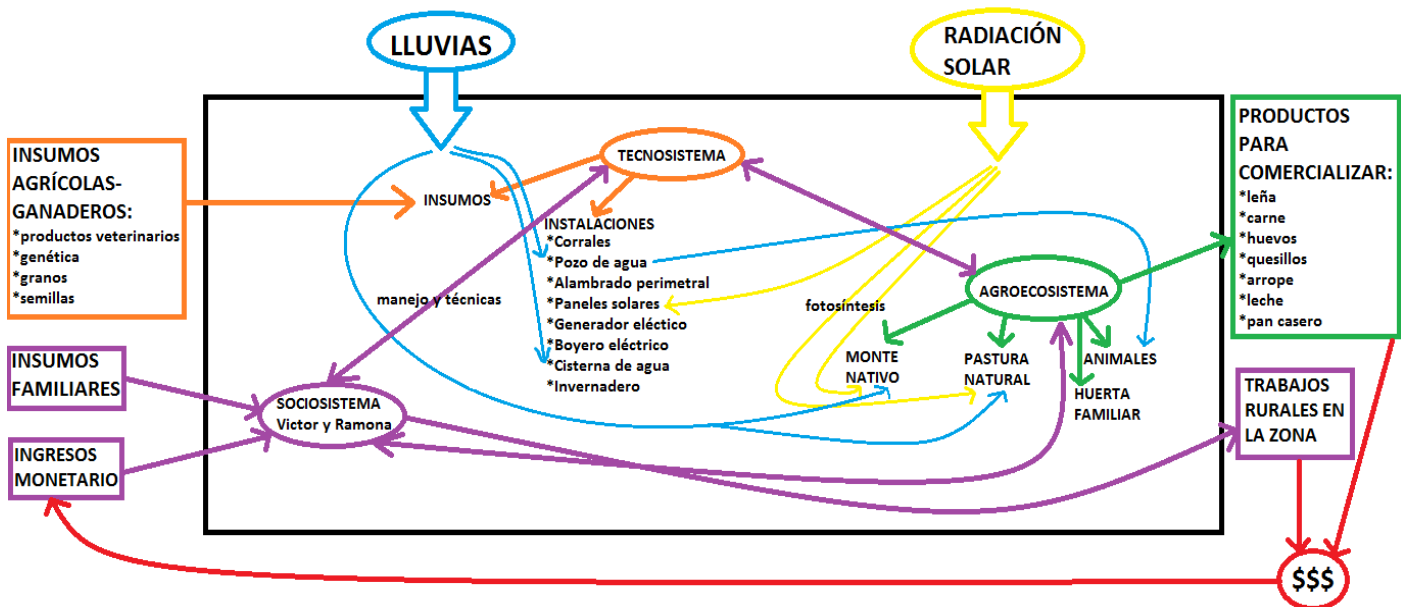 LLUVIAS
RADIACIÓN
SOLAR
INSUMOS
AGRÍCOLAS-
GANADEROS:
*productos veterinarios
*genética
*granos
*semillas
INSUMOS
FAMILIARES
INGRESOS
MONETARIO
TECNOSISTEMA
INSUMOS
INSTALACIONES
*Corrales
*Pozo de agua
*Alambrado perimetral
*Paneles solares
*Generador eléctico
*Boyero eléctrico
*Cisterna de agua
*Invernadero
manejo y técnicas
SOCIOSISTEMA
Victor y Ramona
fotosíntesis
AGROECOSISTEMA
MONTE
NATIVO
PASTURA
NATURAL
ANIMALES
HUERTA
FAMILIAR
PRODUCTOS
PARA
COMERCIALIZAR:
*leña
*carne
*huevos
*quesillos
*arrope
*leche
*pan casero
TRABAJOS
RURALES EN
LA ZONA
$$$